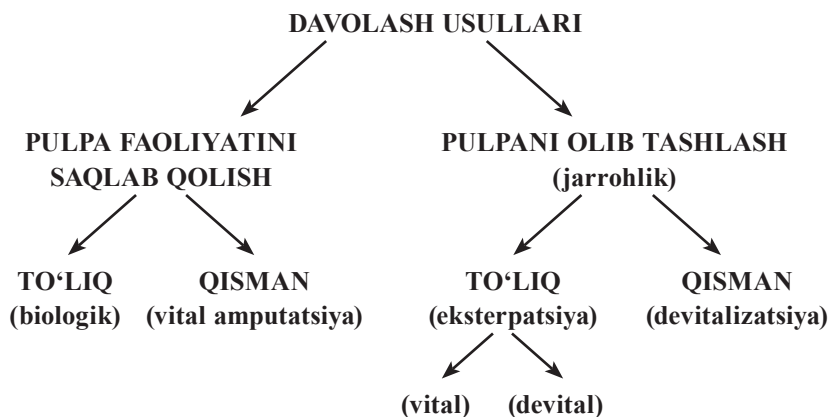 DAVOLASH USULLARI
PULPA FAOLIYATINI
SAQLAB QOLISH
PULPANI OLIB TASHLASH
(jarrohlik)
TO‘LIQ
(biologik)
QISMAN
(vital amputatsiya)
TO‘LIQ
(eksterpatsiya)
QISMAN
(devitalizatsiya)
(vital)
(devital)